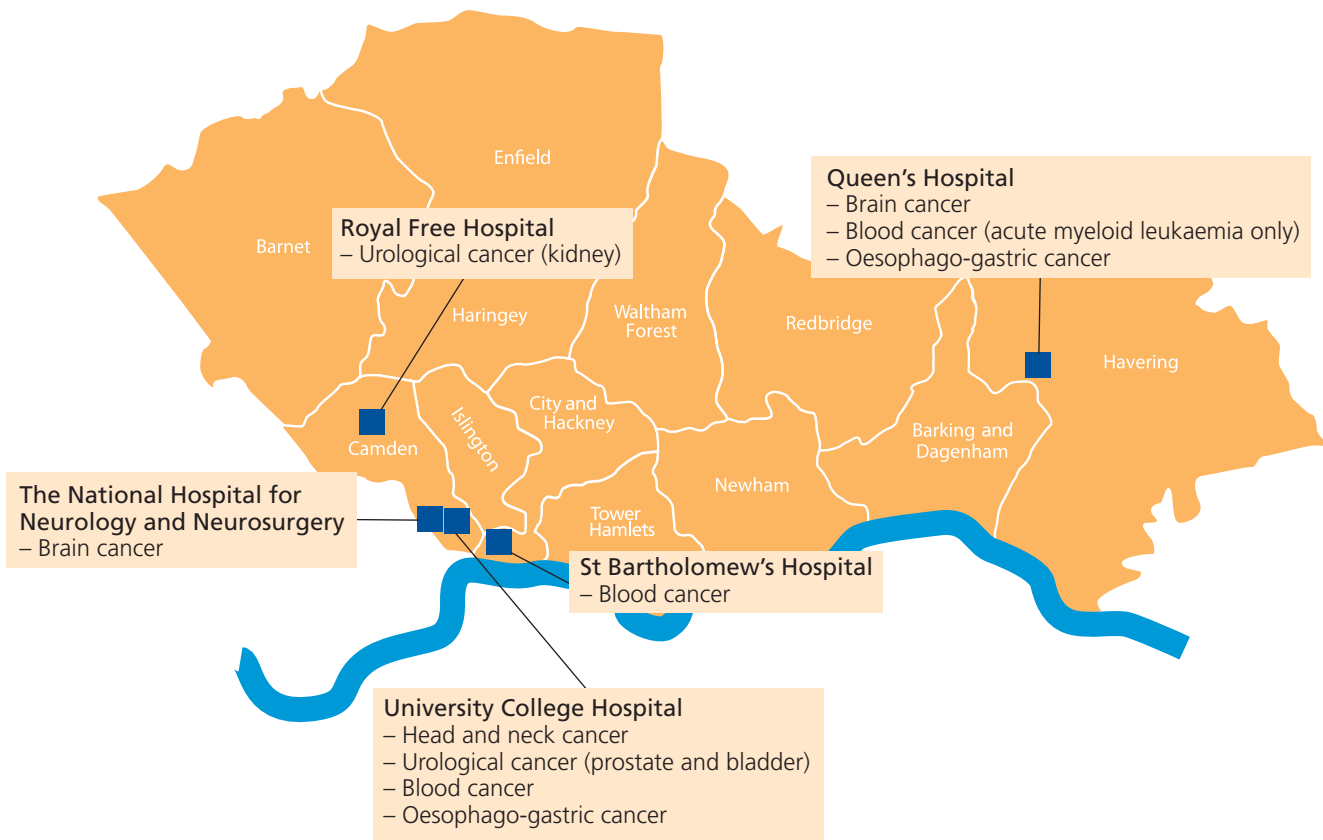 Enfield
Queen's Hospital
– Brain cancer
– Blood cancer (acute myeloid leukaemia only)
– Oesophago-gastric cancer
Royal Free Hospital
– Urological cancer (kidney)
Barnet
Haringey
Waltham
Forest
Redbridge
Havering
City and
Hackney
Islington
Camden
Barking and
Dagenham
Newham
Tower
Hamlets
The National Hospital for
Neurology and Neurosurgery
– Brain cancer
St Bartholomew's Hospital
– Blood cancer
University College Hospital
– Head and neck cancer
– Urological cancer (prostate and bladder)
– Blood cancer
– Oesophago-gastric cancer